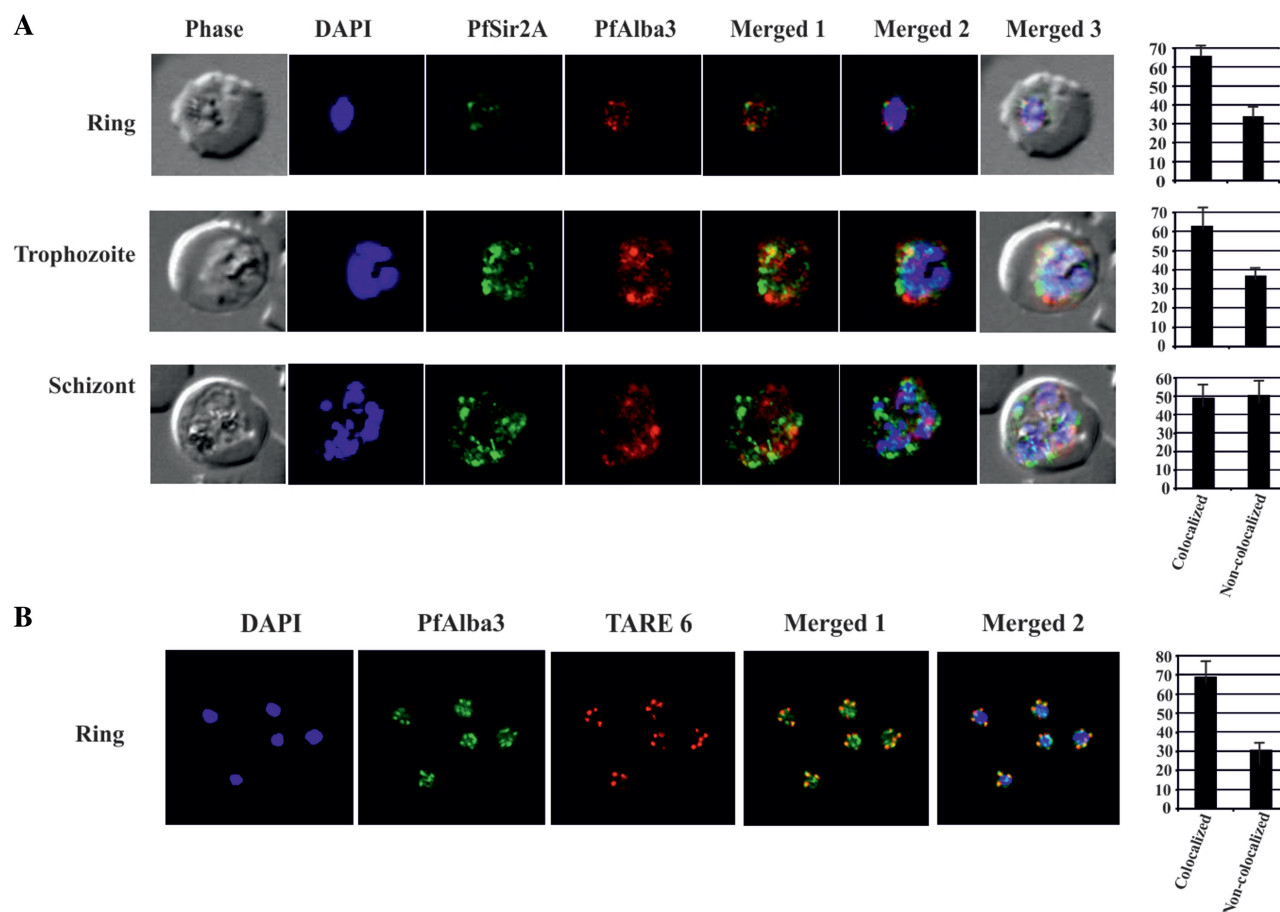 A
Phase DAPI PfSir2A PfAlba3 Merged 1 Merged 2 Merged 3
Ring
70
60
50
40
30
20
10
0
Trophozoite
70
60
50
40
30
20
10
0
Schizont
60
50
40
30
20
10
0
Colocalized
Non-colocalized
B
DAPI PfAlba3 TARE 6 Merged 1 Merged 2
Ring
80
70
60
50
40
30
20
10
0
Colocalized
Non-colocalized